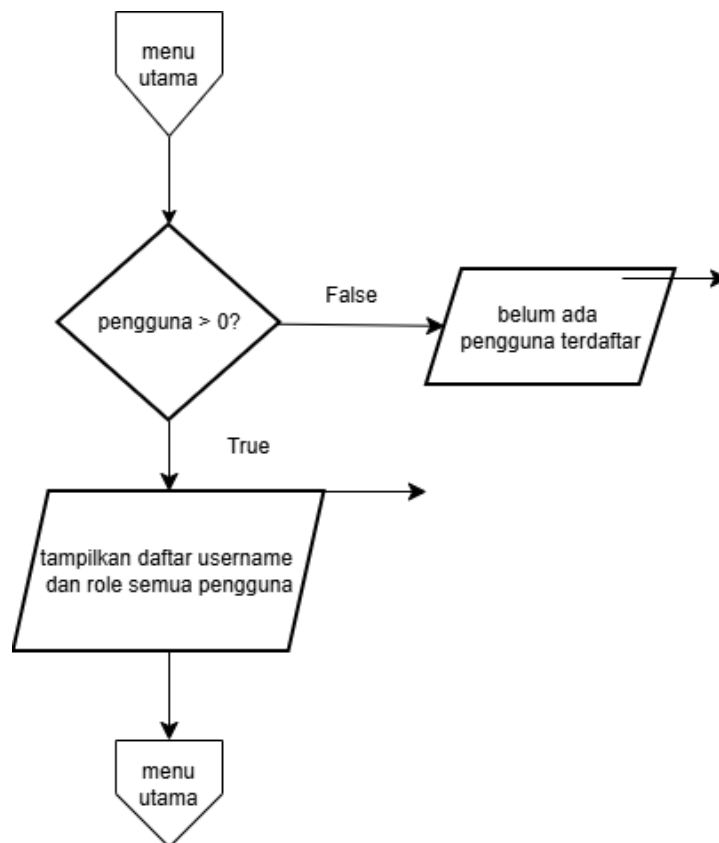 menu
utama
pengguna > 0?
False
belum ada
pengguna terdaftar
True
tampilkan daftar username
dan role semua pengguna
menu
utama